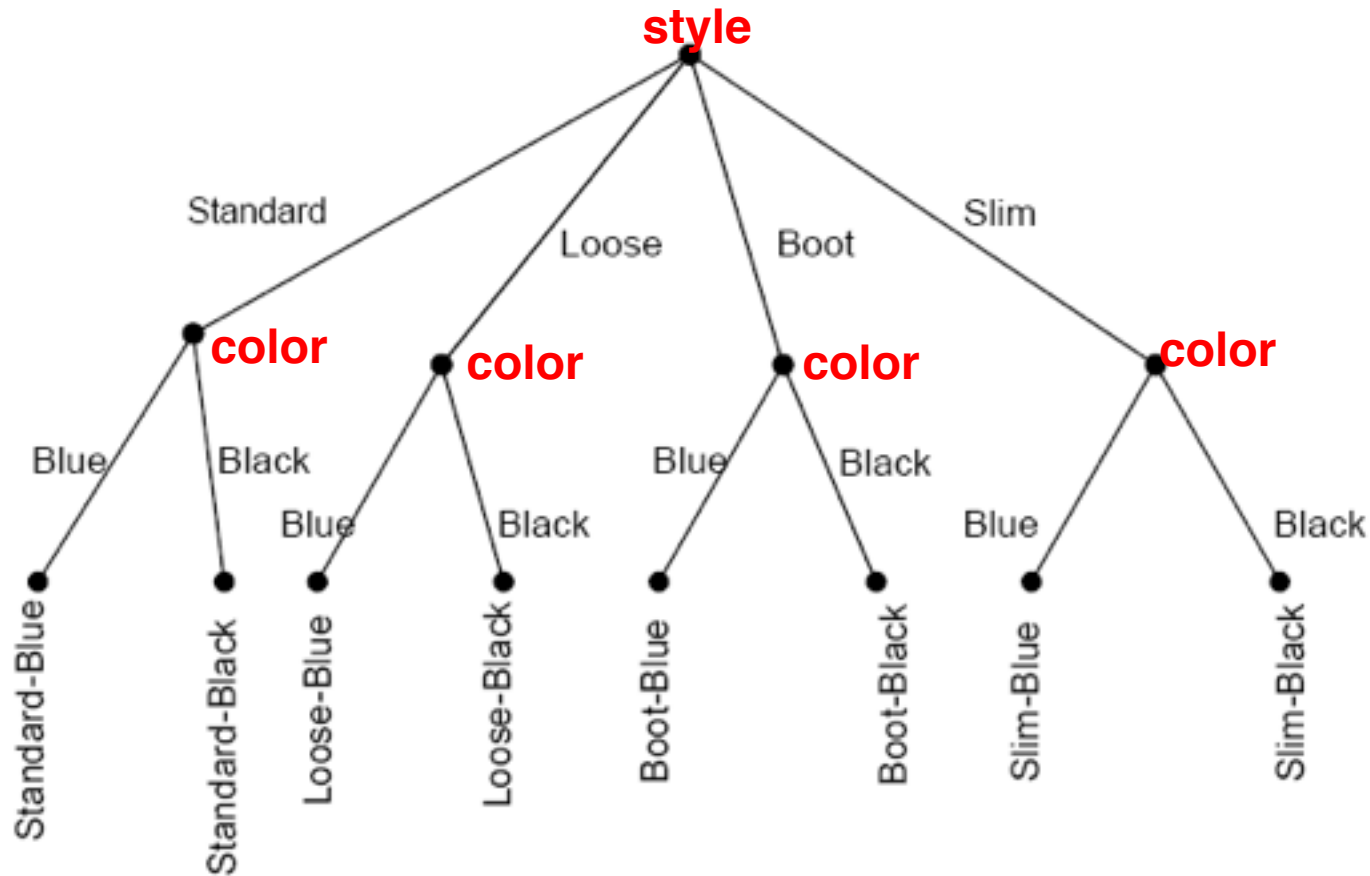 style
Standard
Loose
Boot
Slim
color
color
color
color
Blue
Black
Blue
Black
Blue
Black
Blue
Black
Standard-Blue
Standard-Black
Loose-Blue
Loose-Black
Boot-Blue
Boot-Black
Slim-Blue
Slim-Black